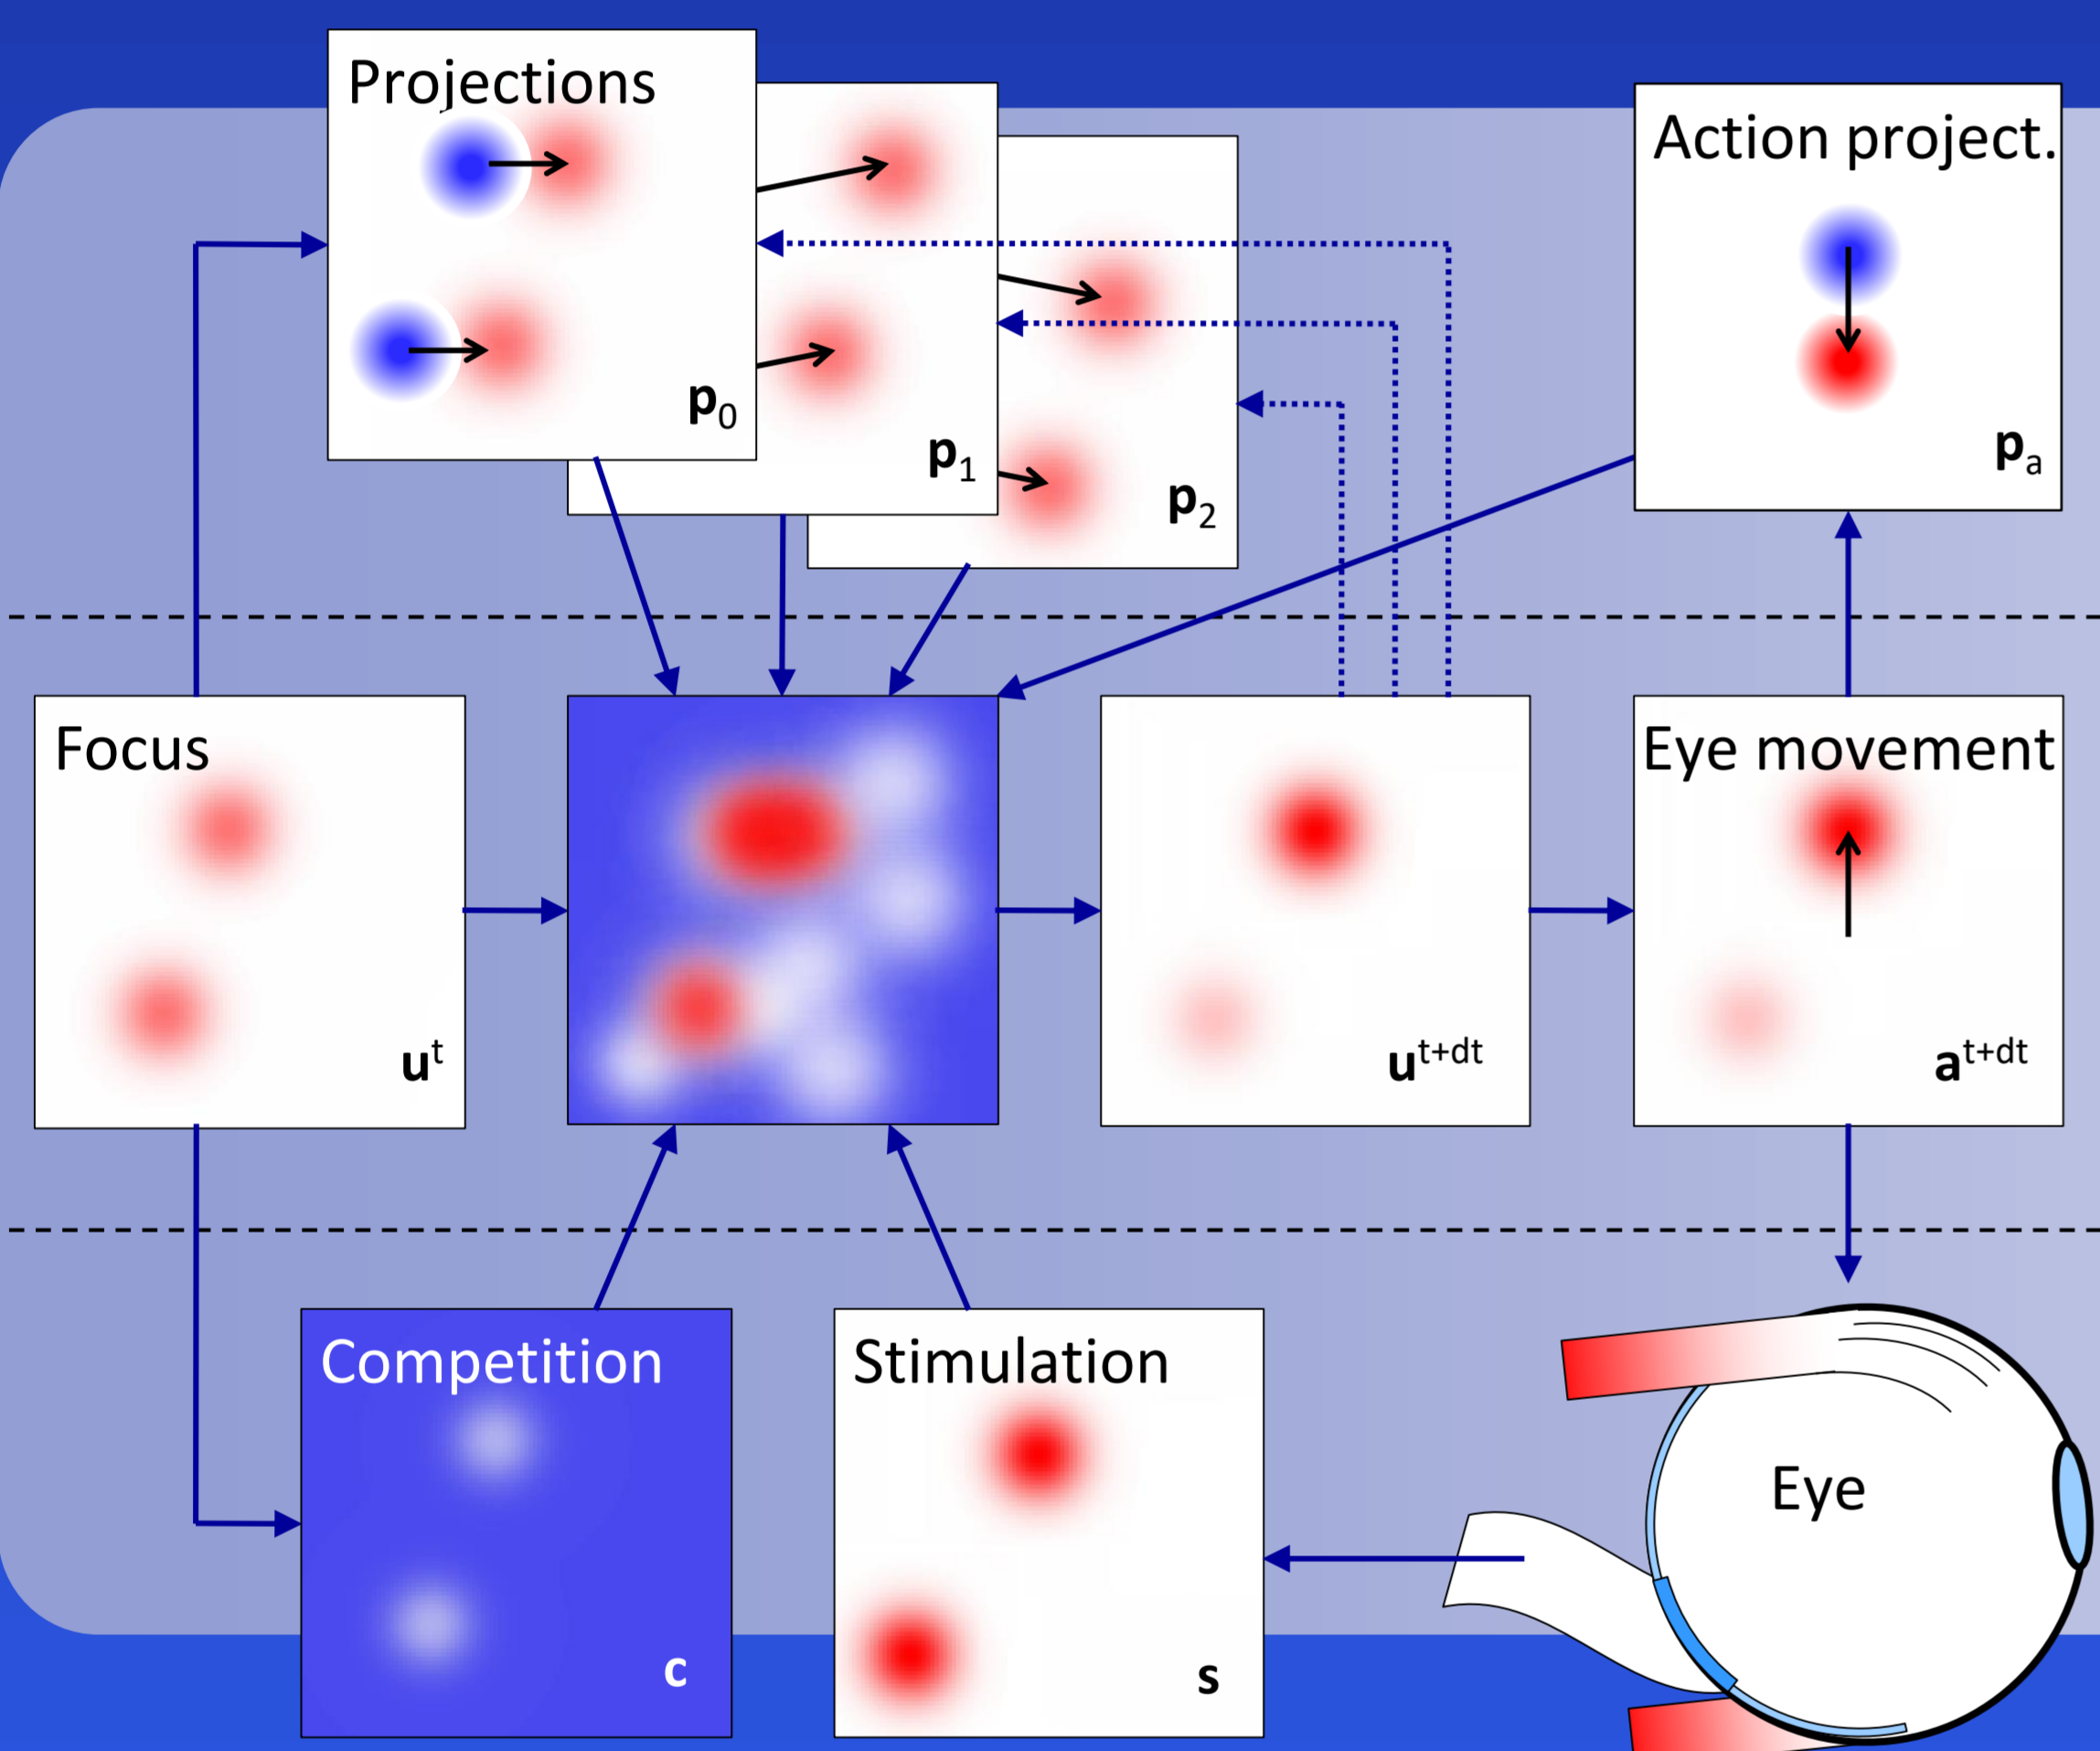 Projections
p₀
p₁
p₂
Action project.
pₐ
Focus
uᵗ
uᵗ⁺ᵈᵗ
Eye movement
aᵗ⁺ᵈᵗ
Competition
c
Stimulation
s
Eye